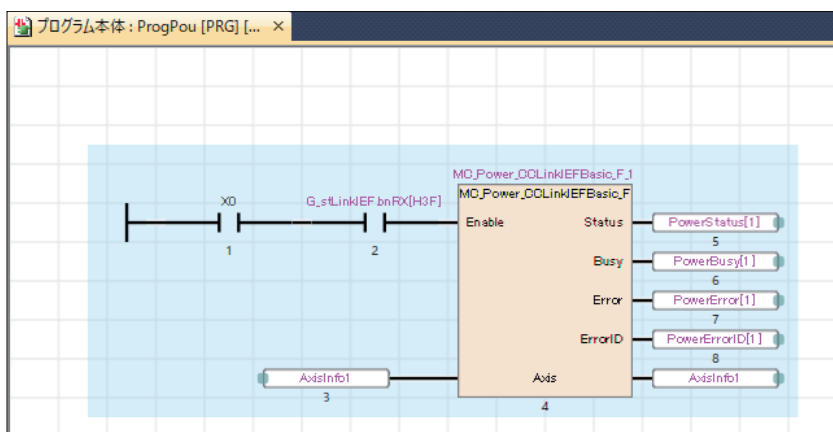 プログラム本体 : ProgPou [PRG] [... ×
MC_Power_CCLinkIEFBasic_F_1
X0 G_stLinkIEF.bnRX[H3F] MC_Power_CCLinkIEFBasic_F
Enable Status PowerStatus[1]
1 2 5
Busy PowerBusy[1]
6
Error PowerError[1]
7
ErrorID PowerErrorID[1]
8
AxisInfo1 Axis AxisInfo1
3 4